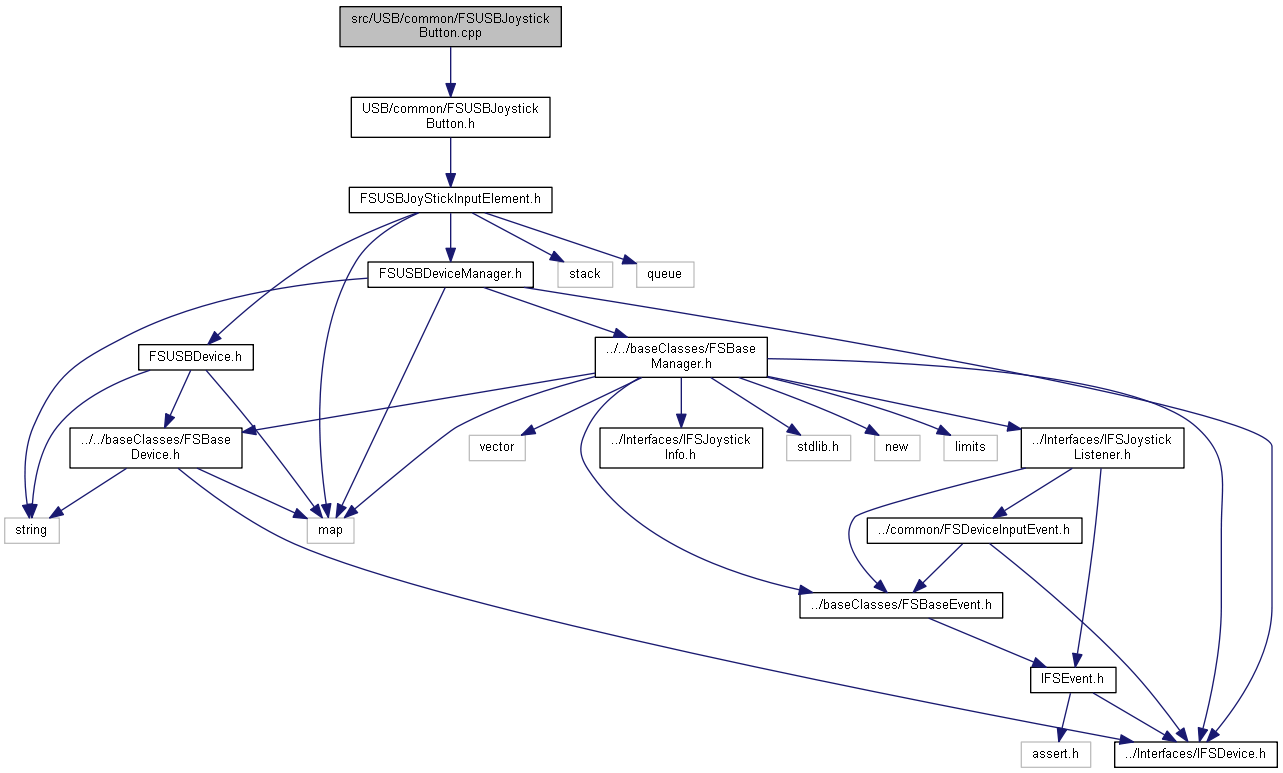 src/USB/common/FSUSBJoystick
Button.cpp
USB/common/FSUSBJoystick
Button.h
FSUSBJoyStickInputElement.h
FSUSBDeviceManager.h
stack
queue
../../baseClasses/FSBase
Manager.h
FSUSBDevice.h
../../baseClasses/FSBase
Device.h
vector
../Interfaces/IFSJoystick
Info.h
stdlib.h
new
limits
../Interfaces/IFSJoystick
Listener.h
string
map
../common/FSDeviceInputEvent.h
../baseClasses/FSBaseEvent.h
IFSEvent.h
assert.h
../Interfaces/IFSDevice.h